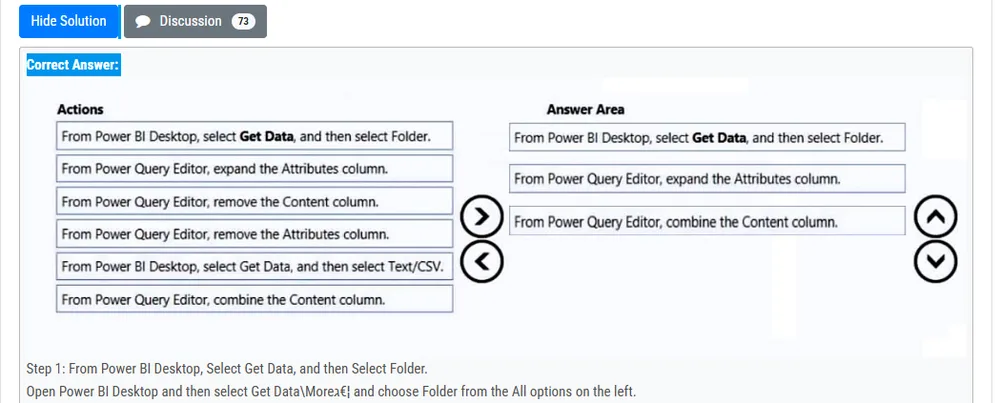 Hide Solution
Discussion 73
Correct Answer:
Actions
Answer Area
From Power BI Desktop, select Get Data, and then select Folder.
From Power Query Editor, expand the Attributes column.
From Power Query Editor, remove the Content column.
From Power Query Editor, remove the Attributes column.
From Power BI Desktop, select Get Data, and then select Text/CSV.
From Power Query Editor, combine the Content column.
From Power BI Desktop, select Get Data, and then select Folder.
From Power Query Editor, expand the Attributes column.
From Power Query Editor, combine the Content column.
Step 1: From Power BI Desktop, Select Get Data, and then Select Folder.
Open Power BI Desktop and then select Get Data\Moreג€¦ and choose Folder from the All options on the left.